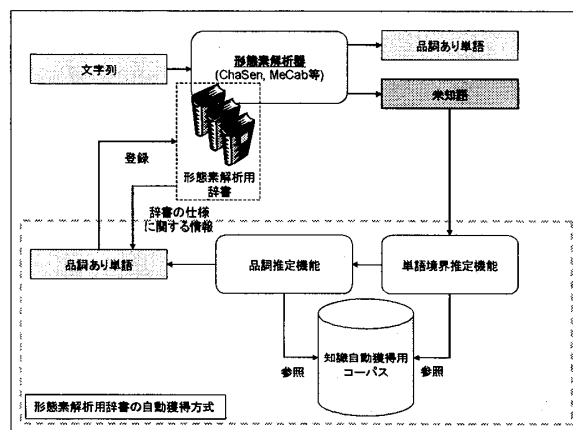 文字列
形態素解析器
(ChaSen, MeCab等)
品詞あり単語
未知語
登録
形態素解析用
辞書
辞書の仕様
に関する情報
品詞あり単語
品詞推定機能
単語境界推定機能
参照
知識自動獲得用
コーパス
参照
形態素解析用辞書の自動獲得方式